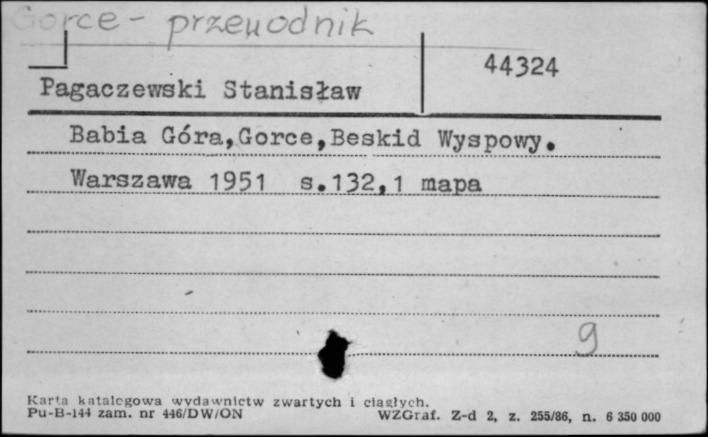 Gorce - przewodnik
44324
Pagaczewski Stanisław
Babia Góra,Gorce,Beskid Wyspowy.
Warszawa 1951 s.132,1 mapa
9
Karta katalogowa wydawnictw zwartych i ciągłych.
Pu-B-144 zam. nr 446/DW/ON WZGraf. Z-d 2, z. 255/86, n. 6 350 000